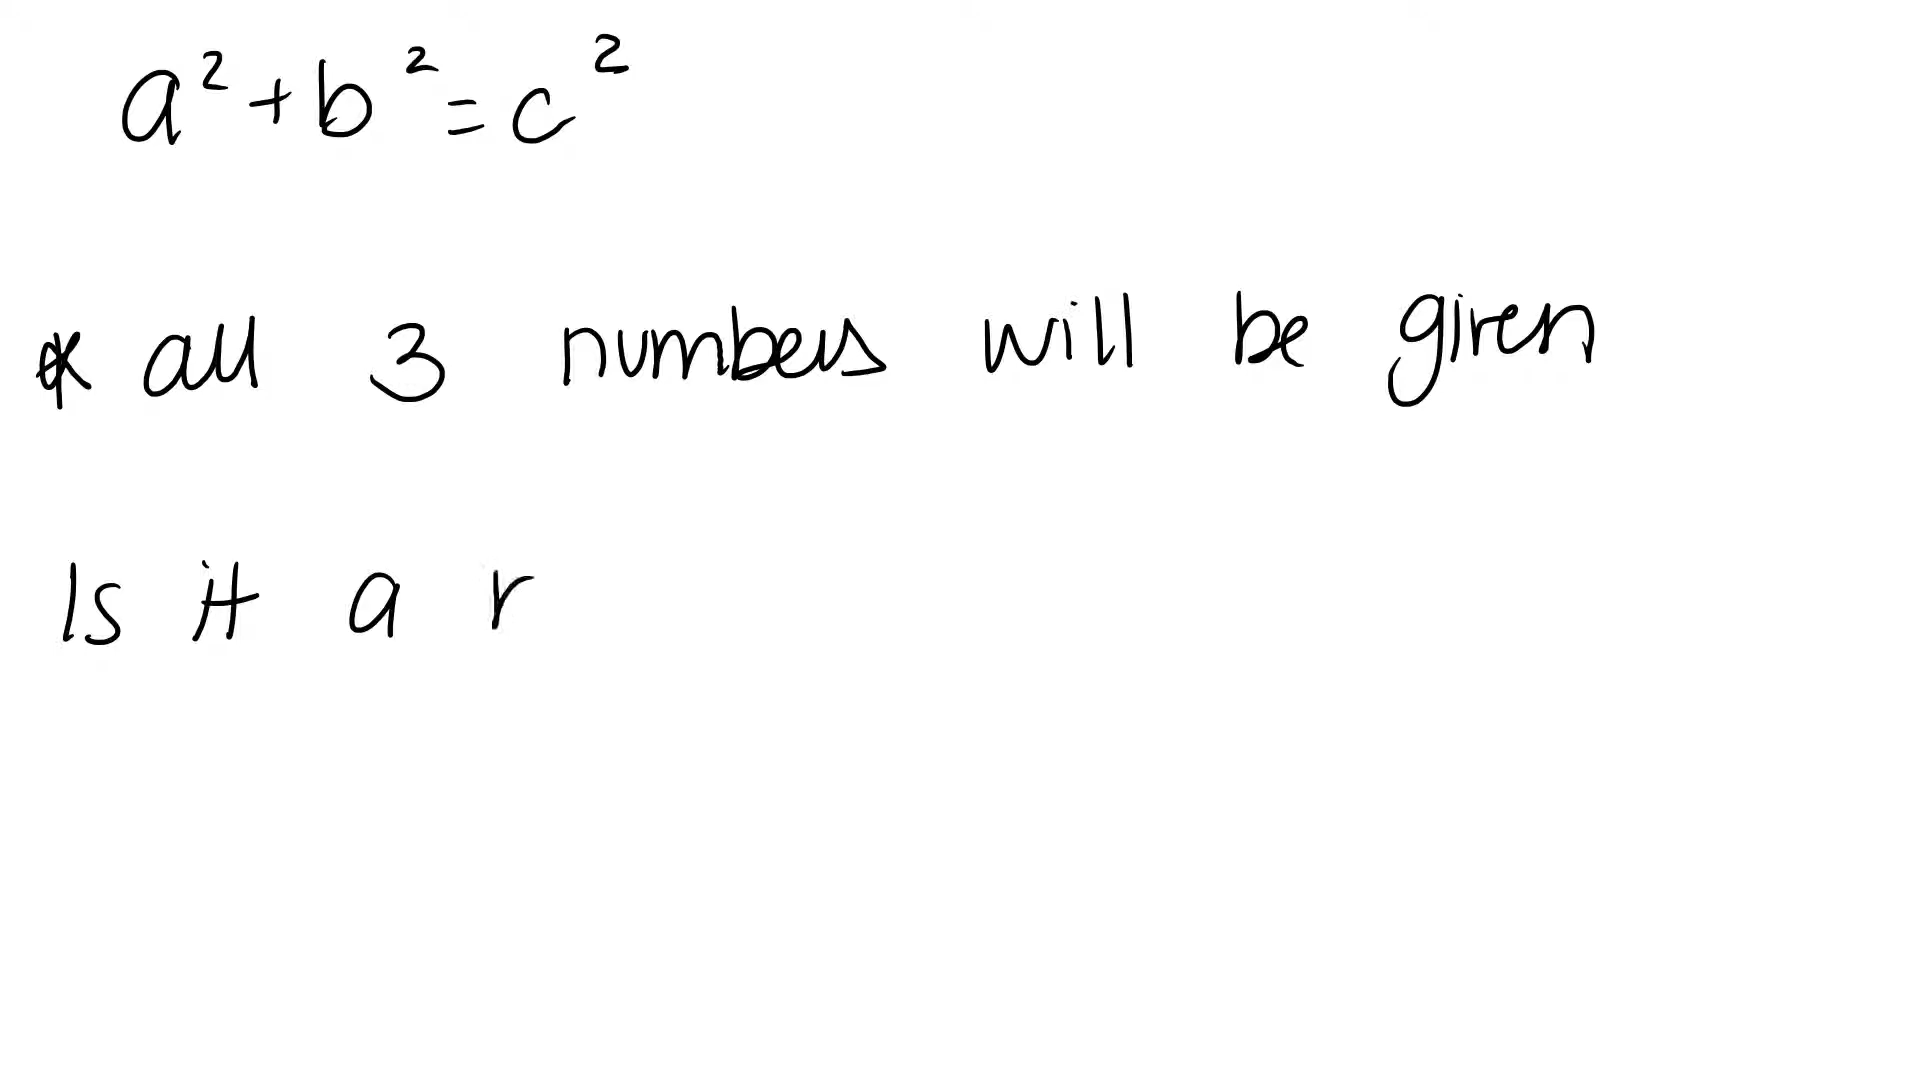 a² + b² = c²
* all 3 numbers will be given
Is it a r